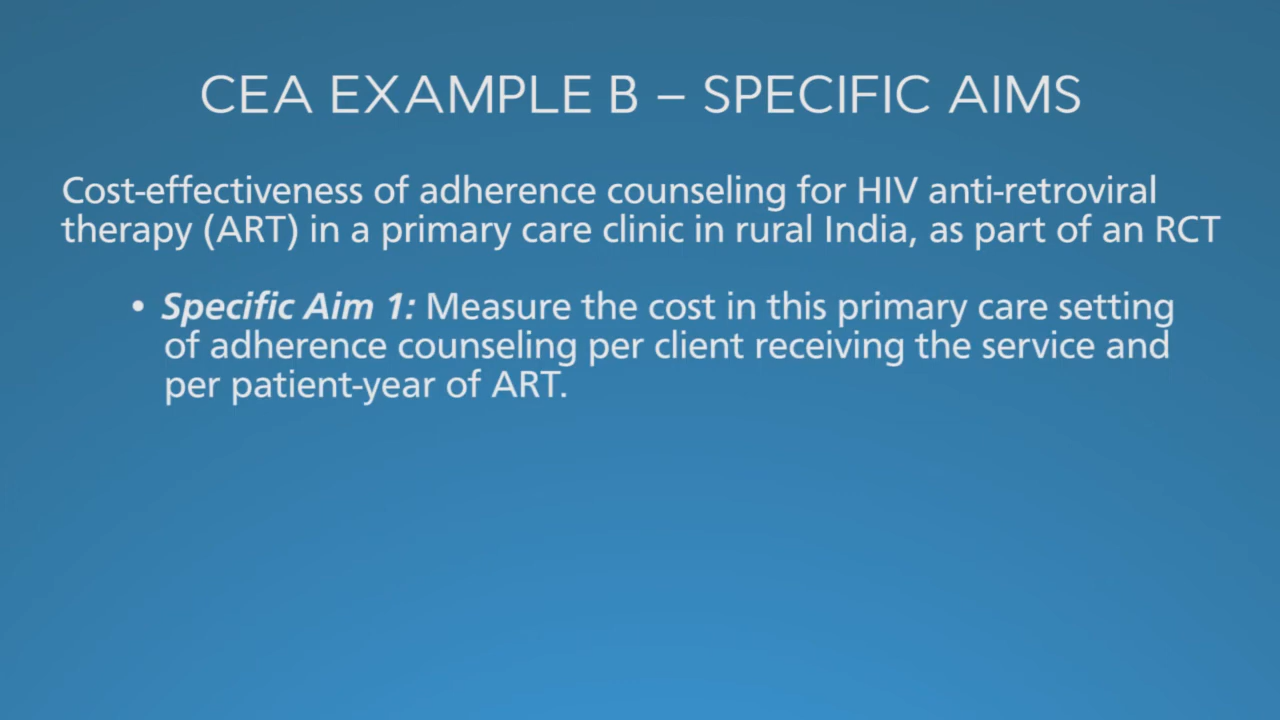 CEA EXAMPLE B – SPECIFIC AIMS
Cost-effectiveness of adherence counseling for HIV anti-retroviral
therapy (ART) in a primary care clinic in rural India, as part of an RCT
• Specific Aim 1: Measure the cost in this primary care setting
of adherence counseling per client receiving the service and
per patient-year of ART.